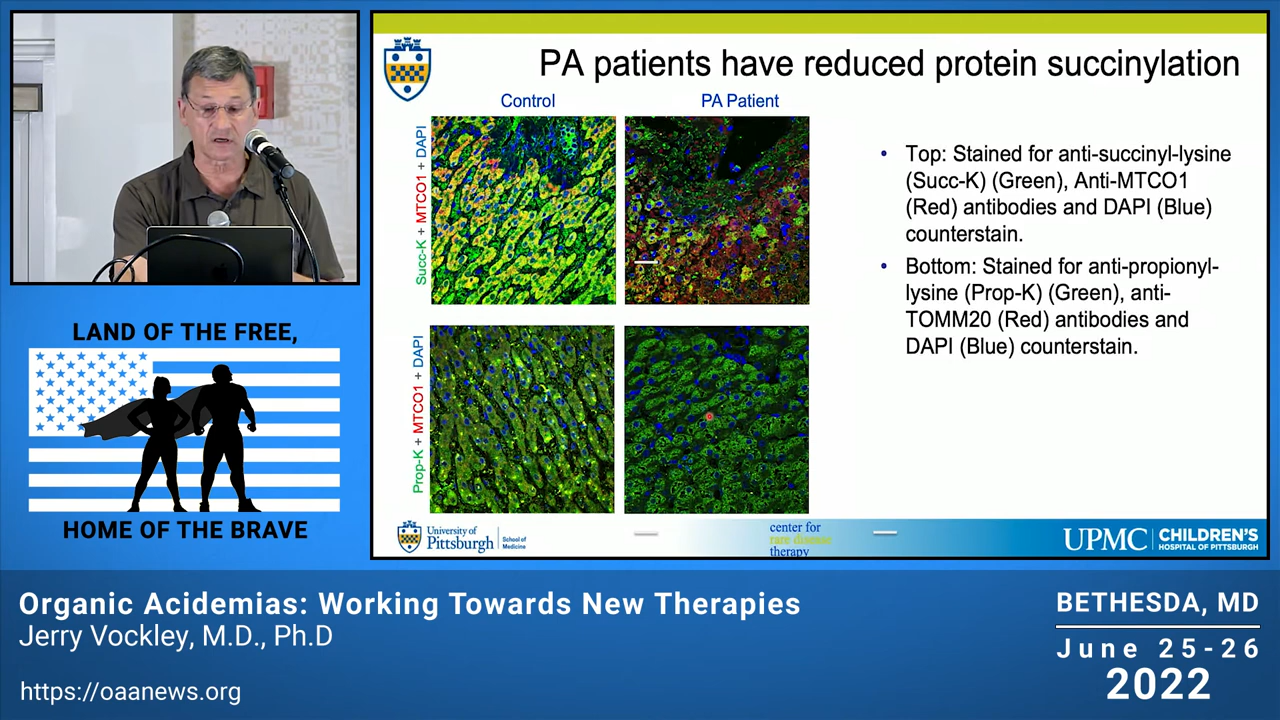 PA patients have reduced protein succinylation
Control
PA Patient
Succ-K + MTCO1 + DAPI
Prop-K + MTCO1 + DAPI
• Top: Stained for anti-succinyl-lysine
(Succ-K) (Green), Anti-MTCO1
(Red) antibodies and DAPI (Blue)
counterstain.
• Bottom: Stained for anti-propionyl-
lysine (Prop-K) (Green), anti-
TOMM20 (Red) antibodies and
DAPI (Blue) counterstain.
University of
Pittsburgh
School of
Medicine
center for
rare disease
therapy
UPMC
CHILDREN'S
HOSPITAL OF PITTSBURGH
LAND OF THE FREE,
HOME OF THE BRAVE
Organic Acidemias: Working Towards New Therapies
Jerry Vockley, M.D., Ph.D
https://oaanews.org
BETHESDA, MD
June 25-26
2022